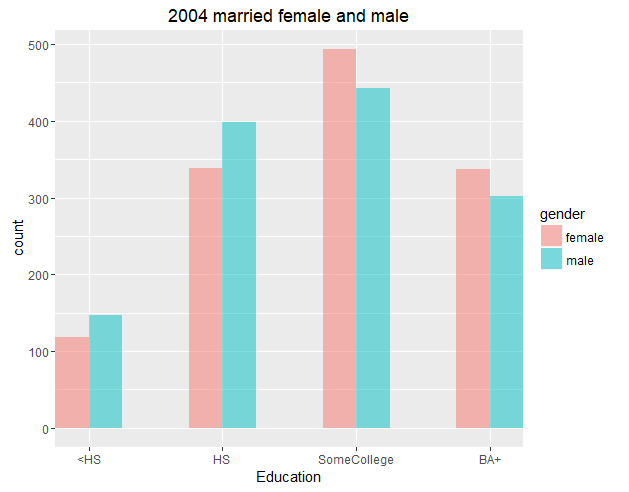 2004 married female and male
500
400
300
200
100
0
count
<HS
HS
SomeCollege
BA+
Education
gender
female
male